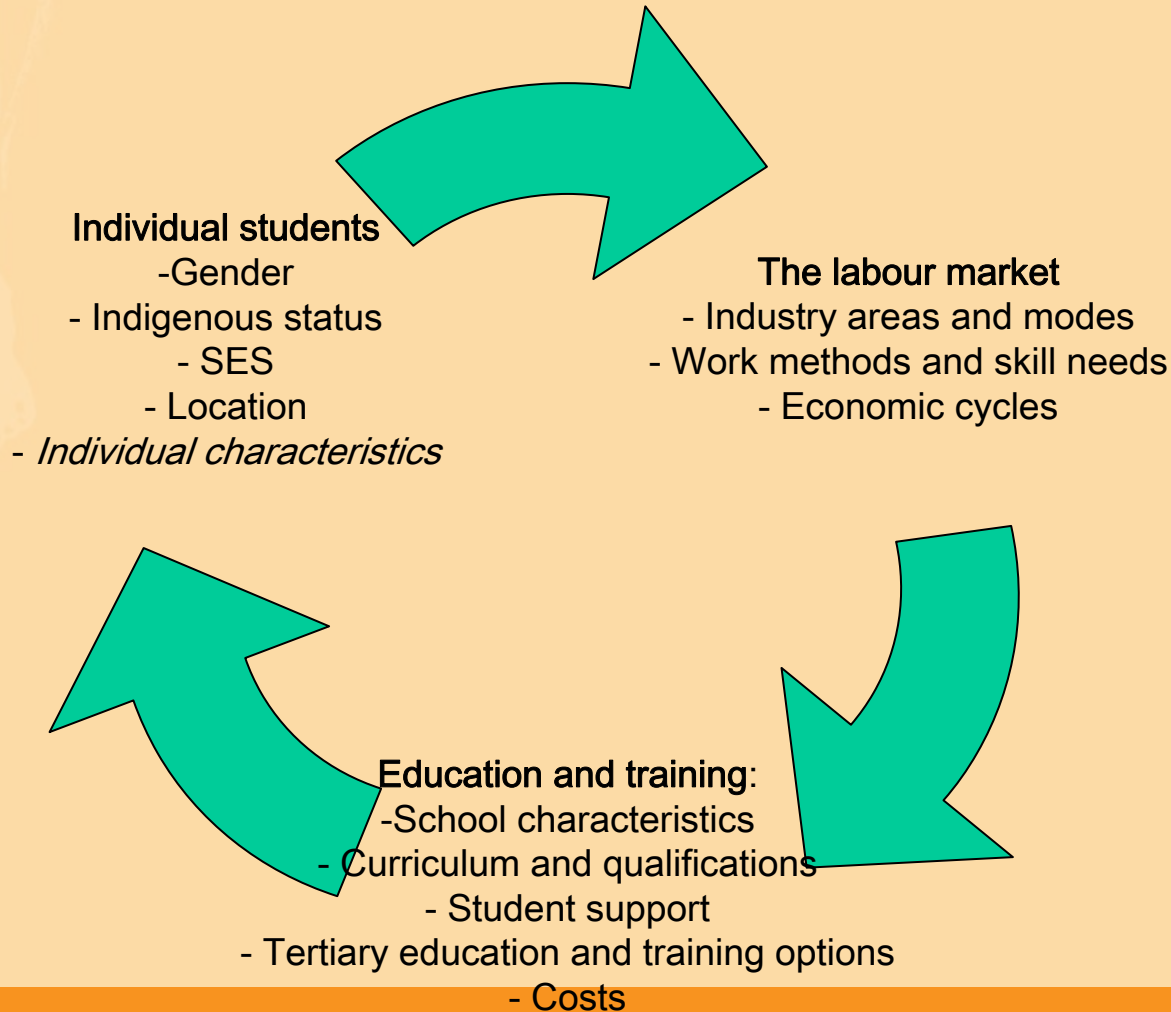 Individual students
-Gender
- Indigenous status
- SES
- Location
- Individual characteristics
The labour market
- Industry areas and modes
- Work methods and skill needs
- Economic cycles
Education and training:
-School characteristics
- Curriculum and qualifications
- Student support
- Tertiary education and training options
- Costs